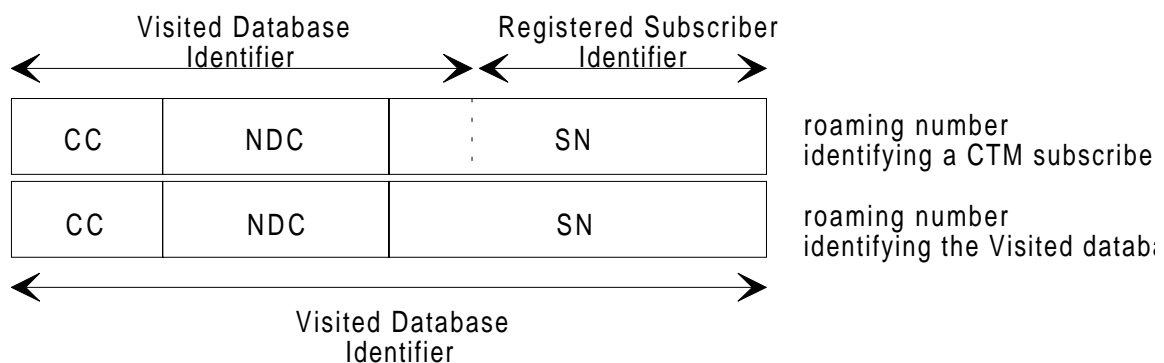 Visited Database
Identifier
Registered Subscriber
Identifier
CC NDC SN
roaming number
identifying a CTM subscribe
CC NDC SN
roaming number
identifying the Visited databa
Visited Database
Identifier